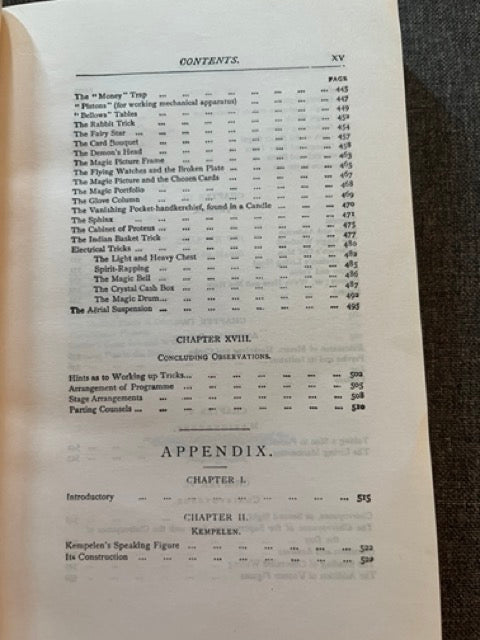 CONTENTS. XV
PAGE
The "Money" Trap ... ... ... ... ... ... ... 445
"Pistons" (for working mechanical apparatus) ... ... ... ... 447
"Bellows" Tables ... ... ... ... ... ... ... 449
The Rabbit Trick ... ... ... ... ... ... ... 452
The Fairy Star ... ... ... ... ... ... ... ... 454
The Card Bouquet ... ... ... ... ... ... ... 457
The Demon's Head ... ... ... ... ... ... ... 458
The Magic Picture Frame ... ... ... ... ... ... 463
The Flying Watches and the Broken Plate ... ... ... ... 465
The Magic Picture and the Chosen Cards ... ... ... ... 467
The Magic Portfolio ... ... ... ... ... ... ... 468
The Glove Column ... ... ... ... ... ... ... 469
The Vanishing Pocket-handkerchief, found in a Candle ... ... ... 470
The Sphinx ... ... ... ... ... ... ... ... 471
The Cabinet of Proteus ... ... ... ... ... ... ... 475
The Indian Basket Trick ... ... ... ... ... ... 477
Electrical Tricks ... ... ... ... ... ... ... ... 480
The Light and Heavy Chest ... ... ... ... ... 482
Spirit-Rapping ... ... ... ... ... ... ... 485
The Magic Bell ... ... ... ... ... ... ... 486
The Crystal Cash Box ... ... ... ... ... ... 487
The Magic Drum ... ... ... ... ... ... ... 492
The Aërial Suspension ... ... ... ... ... ... ... 495
CHAPTER XVIII.
CONCLUDING OBSERVATIONS.
Hints as to Working up Tricks... ... ... ... ... ... 502
Arrangement of Programme ... ... ... ... ... ... 505
Stage Arrangements ... ... ... ... ... ... ... 508
Parting Counsels ... ... ... ... ... ... ... ... 510
APPENDIX.
CHAPTER I.
Introductory ... ... ... ... ... ... ... ... 515
CHAPTER II.
KEMPELEN.
Kempelen's Speaking Figure ... ... ... ... ... ... 522
Its Construction ... ... ... ... ... ... ... 522